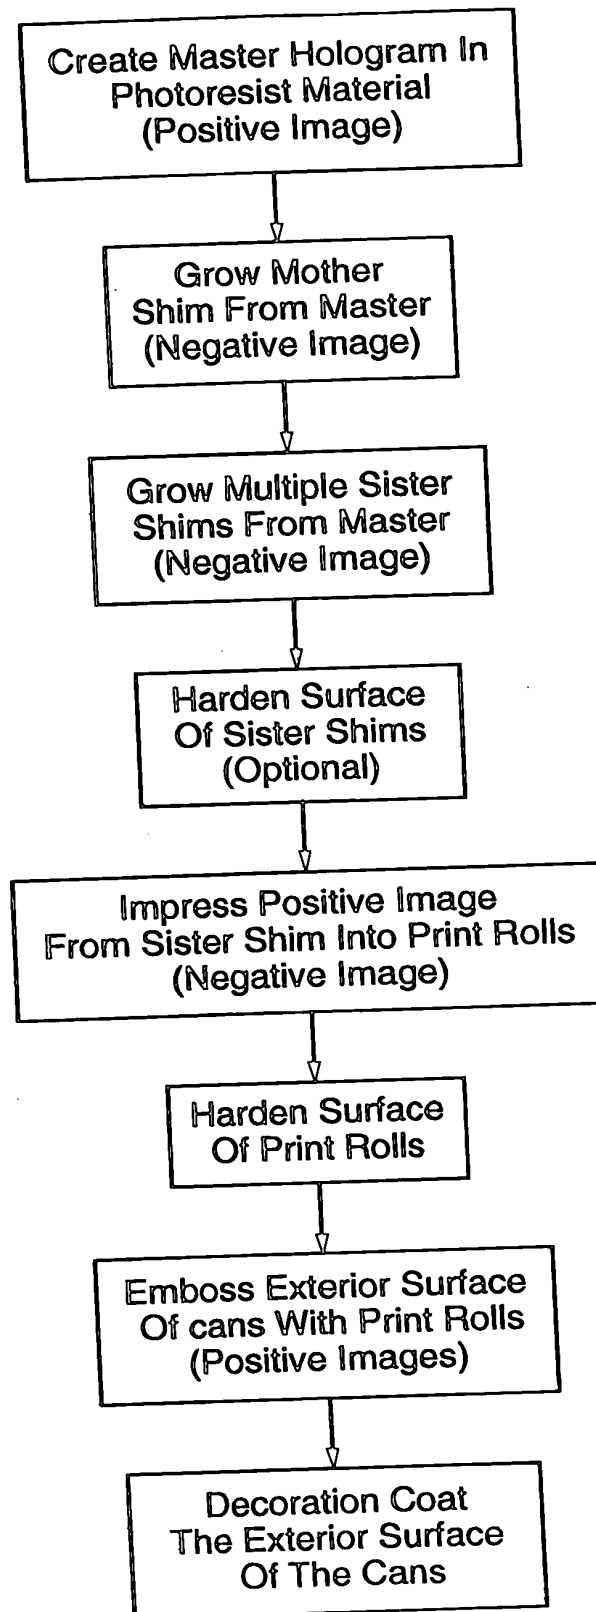 Create Master Hologram In
Photoresist Material
(Positive Image)
Grow Mother
Shim From Master
(Negative Image)
Grow Multiple Sister
Shims From Master
(Negative Image)
Harden Surface
Of Sister Shims
(Optional)
Impress Positive Image
From Sister Shim Into Print Rolls
(Negative Image)
Harden Surface
Of Print Rolls
Emboss Exterior Surface
Of cans With Print Rolls
(Positive Images)
Decoration Coat
The Exterior Surface
Of The Cans